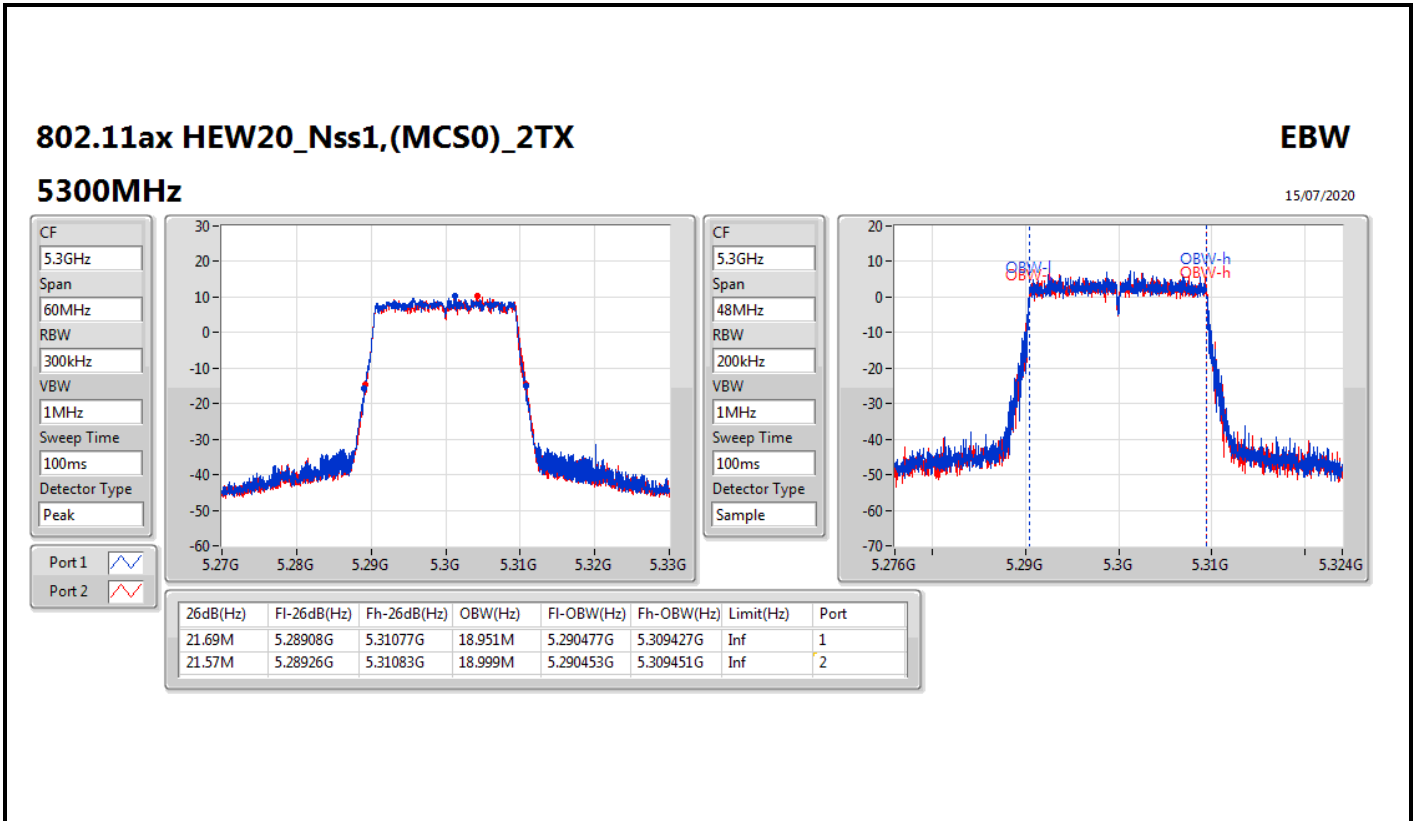 802.11ax HEW20_Nss1,(MCS0)_2TX
EBW
5300MHz
15/07/2020
CF
5.3GHz
Span
60MHz
RBW
300kHz
VBW
1MHz
Sweep Time
100ms
Detector Type
Peak
Port 1
Port 2
30
20
10
0
-10
-20
-30
-40
-50
-60
5.27G 5.28G 5.29G 5.3G 5.31G 5.32G 5.33G
CF
5.3GHz
Span
48MHz
RBW
200kHz
VBW
1MHz
Sweep Time
100ms
Detector Type
Sample
20
10
0
-10
-20
-30
-40
-50
-60
-70
OBW-l
OBW-h
OBW-h
5.276G 5.29G 5.3G 5.31G 5.324G
26dB(Hz) Fl-26dB(Hz) Fh-26dB(Hz) OBW(Hz) Fl-OBW(Hz) Fh-OBW(Hz) Limit(Hz) Port
21.69M 5.28908G 5.31077G 18.951M 5.290477G 5.309427G Inf 1
21.57M 5.28926G 5.31083G 18.999M 5.290453G 5.309451G Inf 2